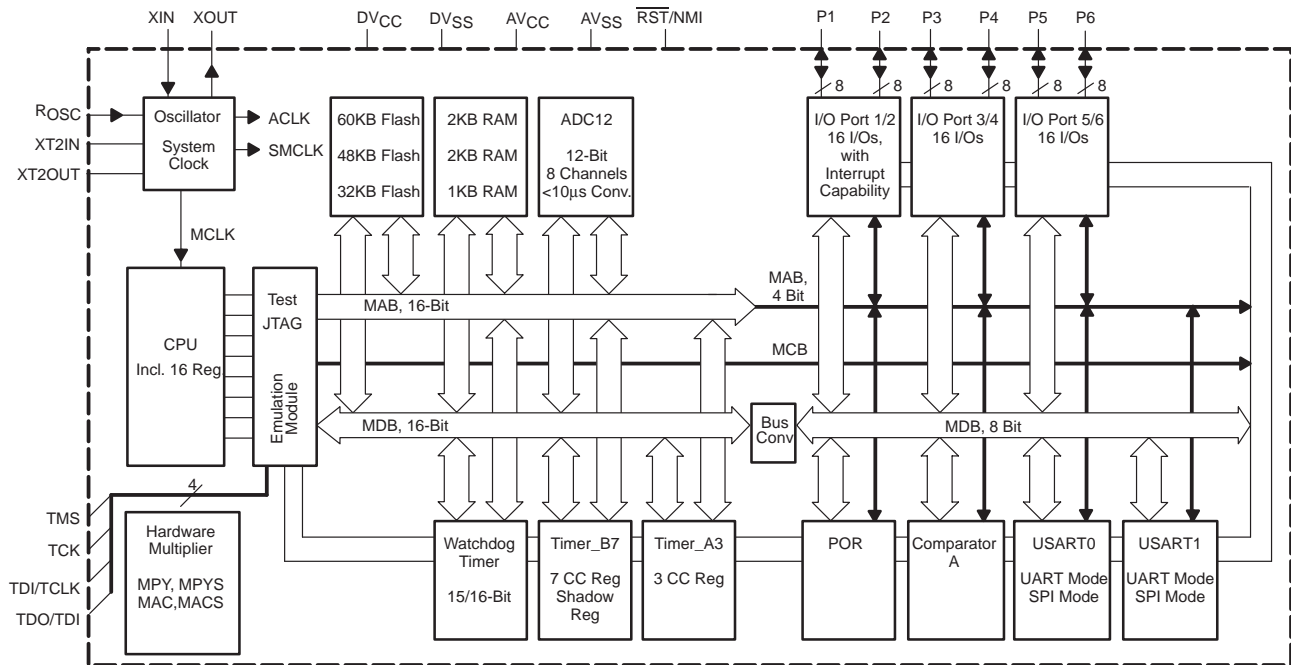 XIN
XOUT
DVCC
DVSS
AVCC
AVSS
RST/NMI
P1
P2
P3
P4
P5
P6
8
8
8
8
8
8
ROSC
XT2IN
XT2OUT
Oscillator
System
Clock
ACLK
SMCLK
MCLK
60KB Flash
48KB Flash
32KB Flash
2KB RAM
2KB RAM
1KB RAM
ADC12
12-Bit
8 Channels
<10µs Conv.
I/O Port 1/2
16 I/Os,
with
Interrupt
Capability
I/O Port 3/4
16 I/Os
I/O Port 5/6
16 I/Os
CPU
Incl. 16 Reg.
Test
JTAG
Emulation
Module
MAB, 16-Bit
MAB,
4 Bit
MCB
MDB, 16-Bit
Bus
Conv
MDB, 8 Bit
4
TMS
TCK
TDI/TCLK
TDO/TDI
Hardware
Multiplier
MPY, MPYS
MAC,MACS
Watchdog
Timer
15/16-Bit
Timer_B7
7 CC Reg
Shadow
Reg
Timer_A3
3 CC Reg
POR
Comparator
A
USART0
UART Mode
SPI Mode
USART1
UART Mode
SPI Mode